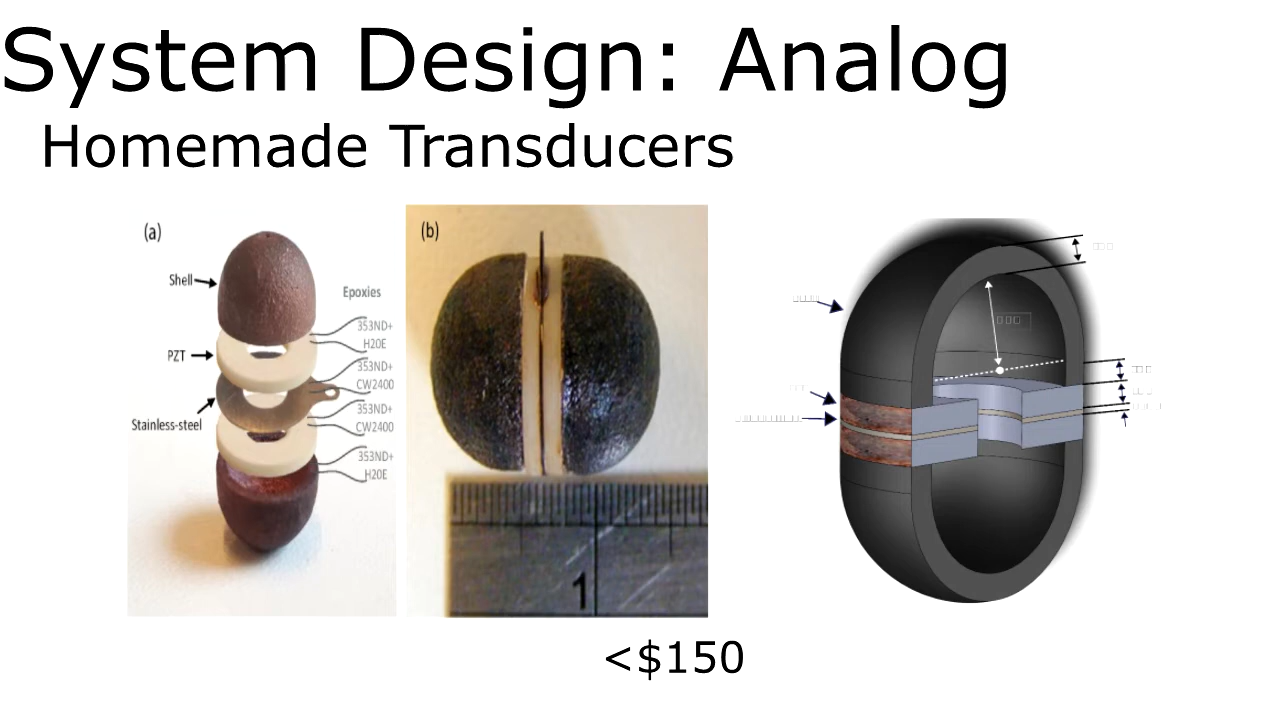 System Design: Analog
Homemade Transducers
(a)
Shell
Epoxies
353ND+
H20E
PZT
353ND+
CW2400
353ND+
CW2400
Stainless-steel
353ND+
H20E
(b)
1
<$150